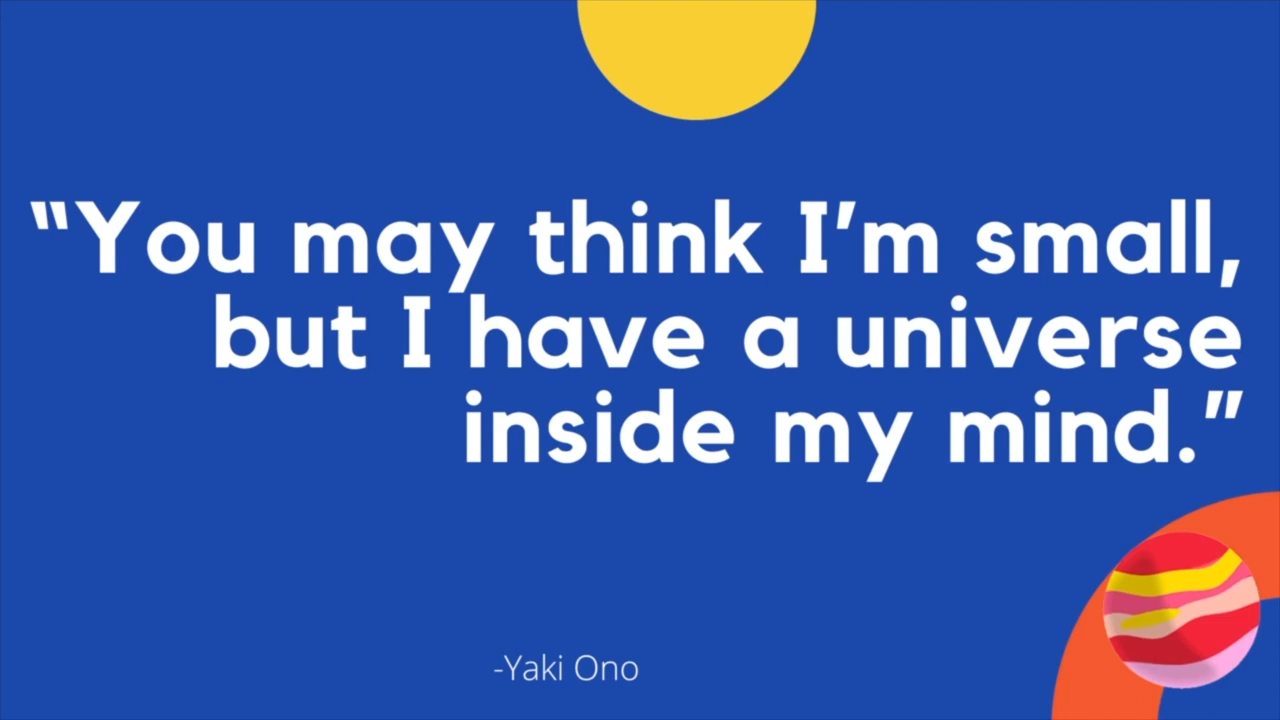 “You may think I’m small,
but I have a universe
inside my mind.”
-Yaki Ono